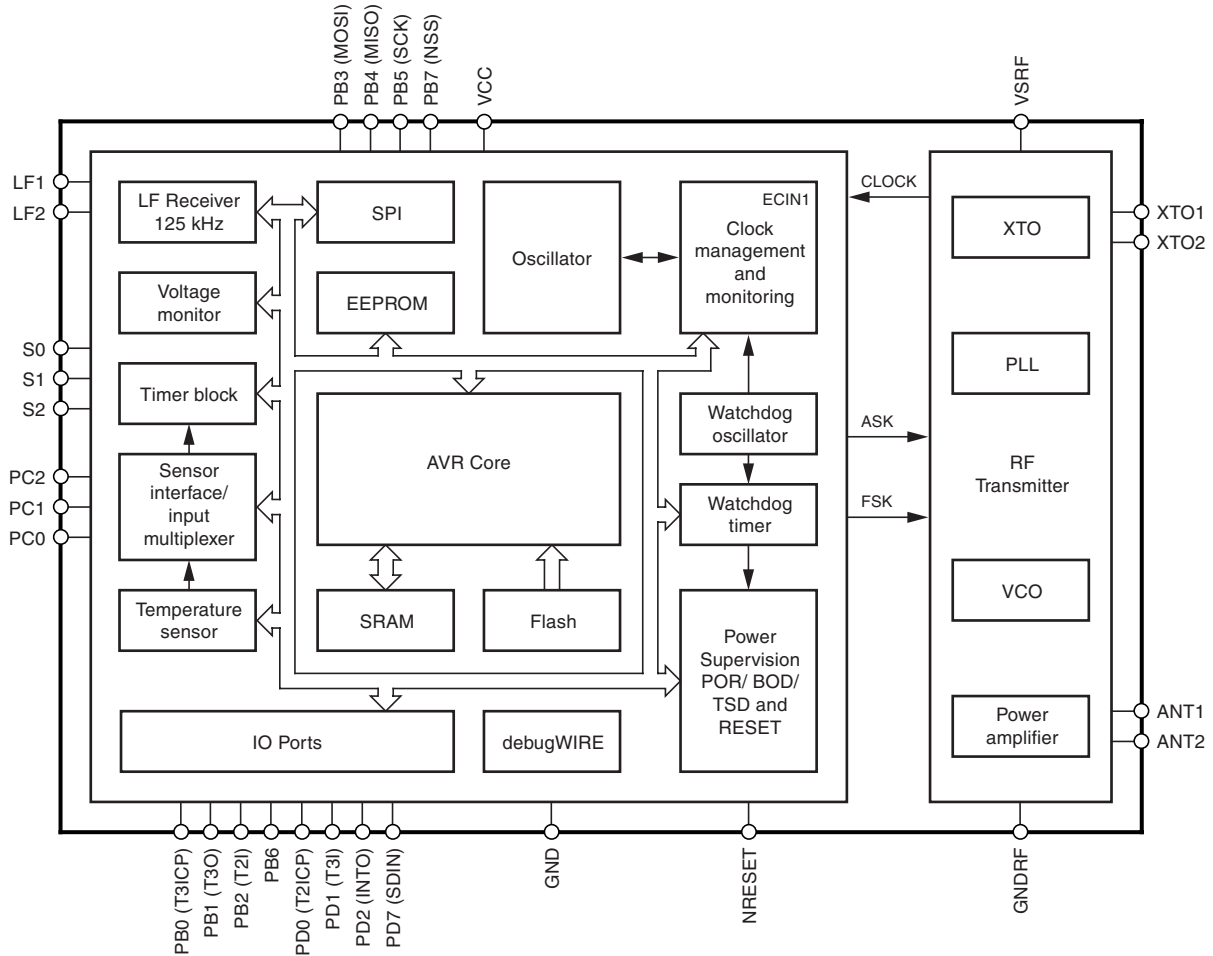 PB3 (MOSI)
PB4 (MISO)
PB5 (SCK)
PB7 (NSS)
VCC
VSRF
LF1
LF2
S0
S1
S2
PC2
PC1
PC0
LF Receiver
125 kHz
SPI
Oscillator
ECIN1
Clock
management
and
monitoring
Voltage
monitor
EEPROM
Timer block
AVR Core
Watchdog
oscillator
Sensor
interface/
input
multiplexer
Watchdog
timer
Temperature
sensor
SRAM
Flash
Power
Supervision
POR/ BOD/
TSD and
RESET
IO Ports
debugWIRE
CLOCK
ASK
FSK
XTO
PLL
RF
Transmitter
VCO
Power
amplifier
XTO1
XTO2
ANT1
ANT2
PB0 (T3ICP)
PB1 (T3O)
PB2 (T2I)
PB6
PD0 (T2ICP)
PD1 (T3I)
PD2 (INTO)
PD7 (SDIN)
GND
NRESET
GNDRF